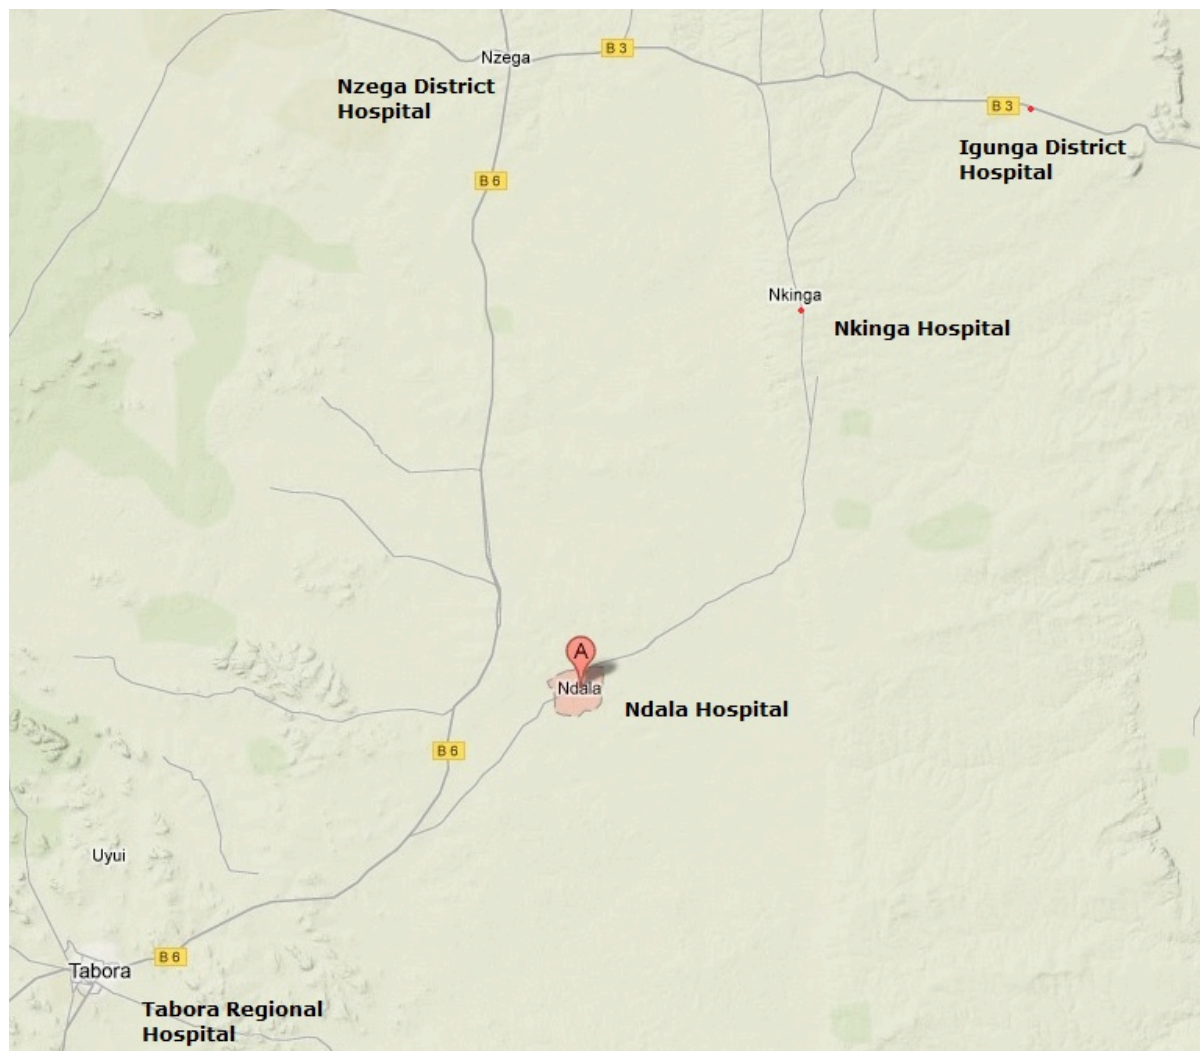 B 3
Nzega
Nzega District
Hospital
B 3
Igunga District
Hospital
B 6
Nkinga
Nkinga Hospital
A
Ndala
Ndala Hospital
B 6
Uyui
B 6
Tabora
Tabora Regional
Hospital